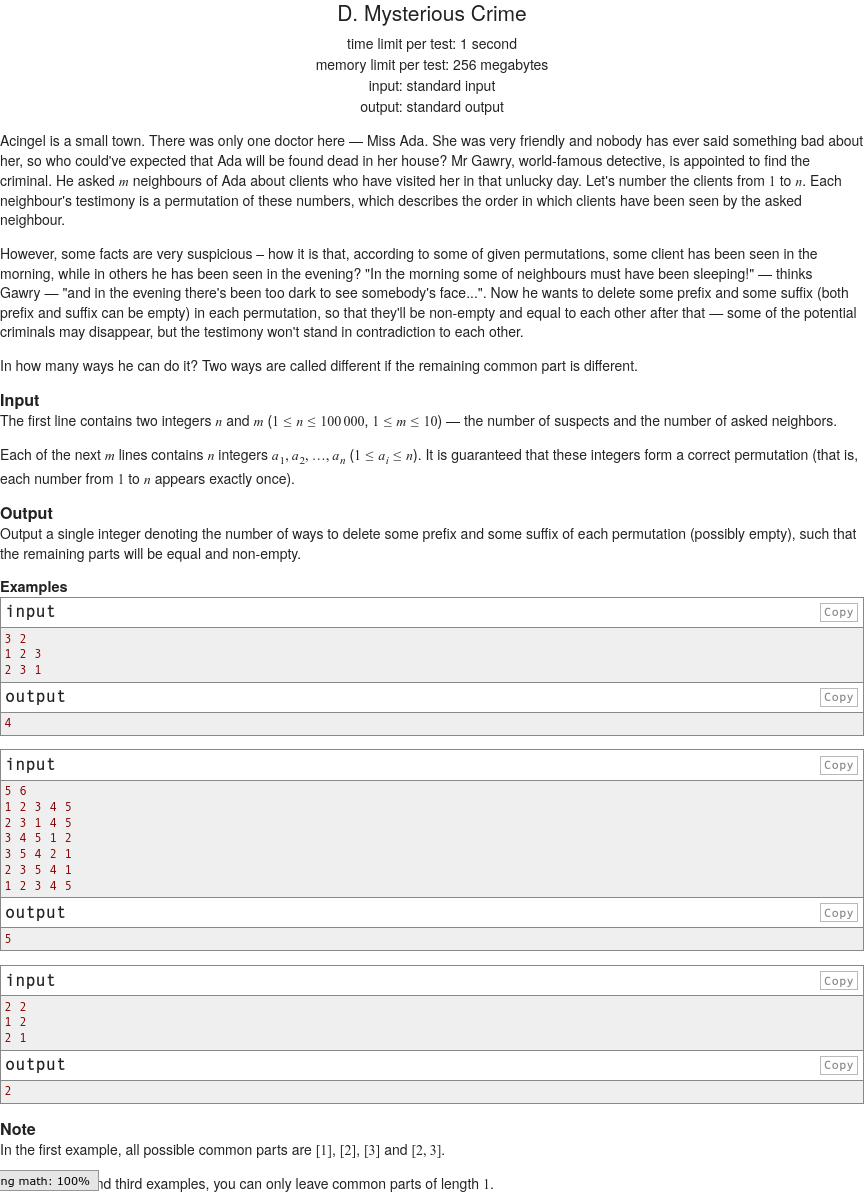 D. Mysterious Crime
time limit per test: 1 second
memory limit per test: 256 megabytes
input: standard input
output: standard output
Acingel is a small town. There was only one doctor here — Miss Ada. She was very friendly and nobody has ever said something bad about
her, so who could've expected that Ada will be found dead in her house? Mr Gawry, world-famous detective, is appointed to find the
criminal. He asked m neighbours of Ada about clients who have visited her in that unlucky day. Let's number the clients from 1 to n. Each
neighbour's testimony is a permutation of these numbers, which describes the order in which clients have been seen by the asked
neighbour.
However, some facts are very suspicious – how it is that, according to some of given permutations, some client has been seen in the
morning, while in others he has been seen in the evening? "In the morning some of neighbours must have been sleeping!" — thinks
Gawry — "and in the evening there's been too dark to see somebody's face...". Now he wants to delete some prefix and some suffix (both
prefix and suffix can be empty) in each permutation, so that they'll be non-empty and equal to each other after that — some of the potential
criminals may disappear, but the testimony won't stand in contradiction to each other.
In how many ways he can do it? Two ways are called different if the remaining common part is different.
Input
The first line contains two integers n and m (1 ≤ n ≤ 100 000, 1 ≤ m ≤ 10) — the number of suspects and the number of asked neighbors.
Each of the next m lines contains n integers a1, a2, …, an (1 ≤ ai ≤ n). It is guaranteed that these integers form a correct permutation (that is,
each number from 1 to n appears exactly once).
Output
Output a single integer denoting the number of ways to delete some prefix and some suffix of each permutation (possibly empty), such that
the remaining parts will be equal and non-empty.
Examples
input Copy
3 2
1 2 3
2 3 1
output Copy
4
input Copy
5 6
1 2 3 4 5
2 3 1 4 5
3 4 5 1 2
3 5 4 2 1
2 3 5 4 1
1 2 3 4 5
output Copy
5
input Copy
2 2
1 2
2 1
output Copy
2
Note
In the first example, all possible common parts are [1], [2], [3] and [2, 3].
ng math: 100% nd third examples, you can only leave common parts of length 1.